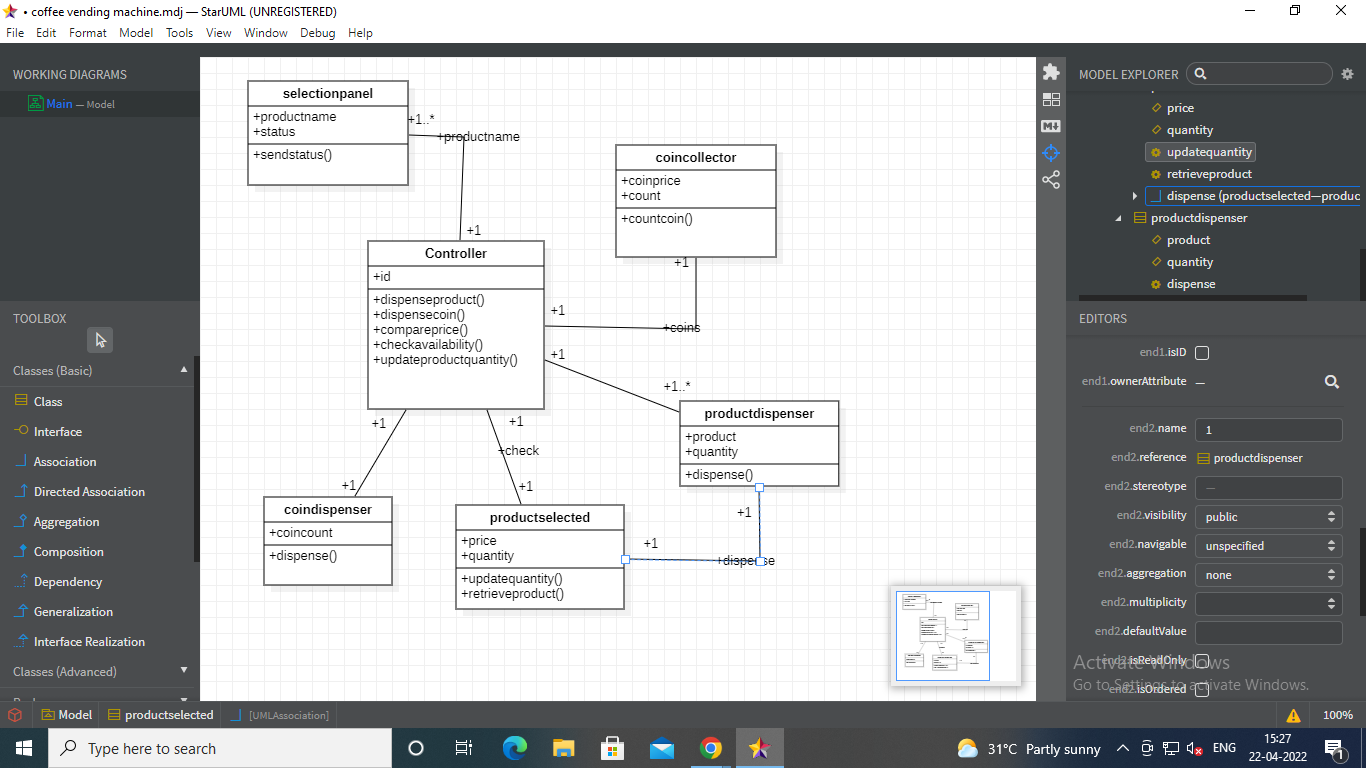 • coffee vending machine.mdj — StarUML (UNREGISTERED)
File Edit Format Model Tools View Window Debug Help
WORKING DIAGRAMS
Main — Model
TOOLBOX
Classes (Basic)
Class
Interface
Association
Directed Association
Aggregation
Composition
Dependency
Generalization
Interface Realization
Classes (Advanced)
selectionpanel
+productname
+status
+sendstatus()
+1..*
+productname
+1
coincollector
+coinprice
+count
+countcoin()
+1
Controller
+id
+dispenseproduct()
+dispensecoin()
+compareprice()
+checkavailability()
+updateproductquantity()
+1
+coins
+1
+1..*
productdispenser
+product
+quantity
+dispense()
+1
+1
+check
+1
+1
coindispenser
+coincount
+dispense()
productselected
+price
+quantity
+updatequantity()
+retrieveproduct()
+1
+1
+dispense
MODEL EXPLORER
price
quantity
updatequantity
retrieveproduct
dispense (productselected—produc
productdispenser
product
quantity
dispense
EDITORS
end1.isID
end1.ownerAttribute —
end2.name 1
end2.reference productdispenser
end2.stereotype —
end2.visibility public
end2.navigable unspecified
end2.aggregation none
end2.multiplicity
end2.defaultValue
end2.isReadOnly
end2.isOrdered
Activate Windows
Go to Settings to activate Windows.
Model productselected [UMLAssociation]
100%
Type here to search
31°C Partly sunny
ENG
15:27
22-04-2022
1